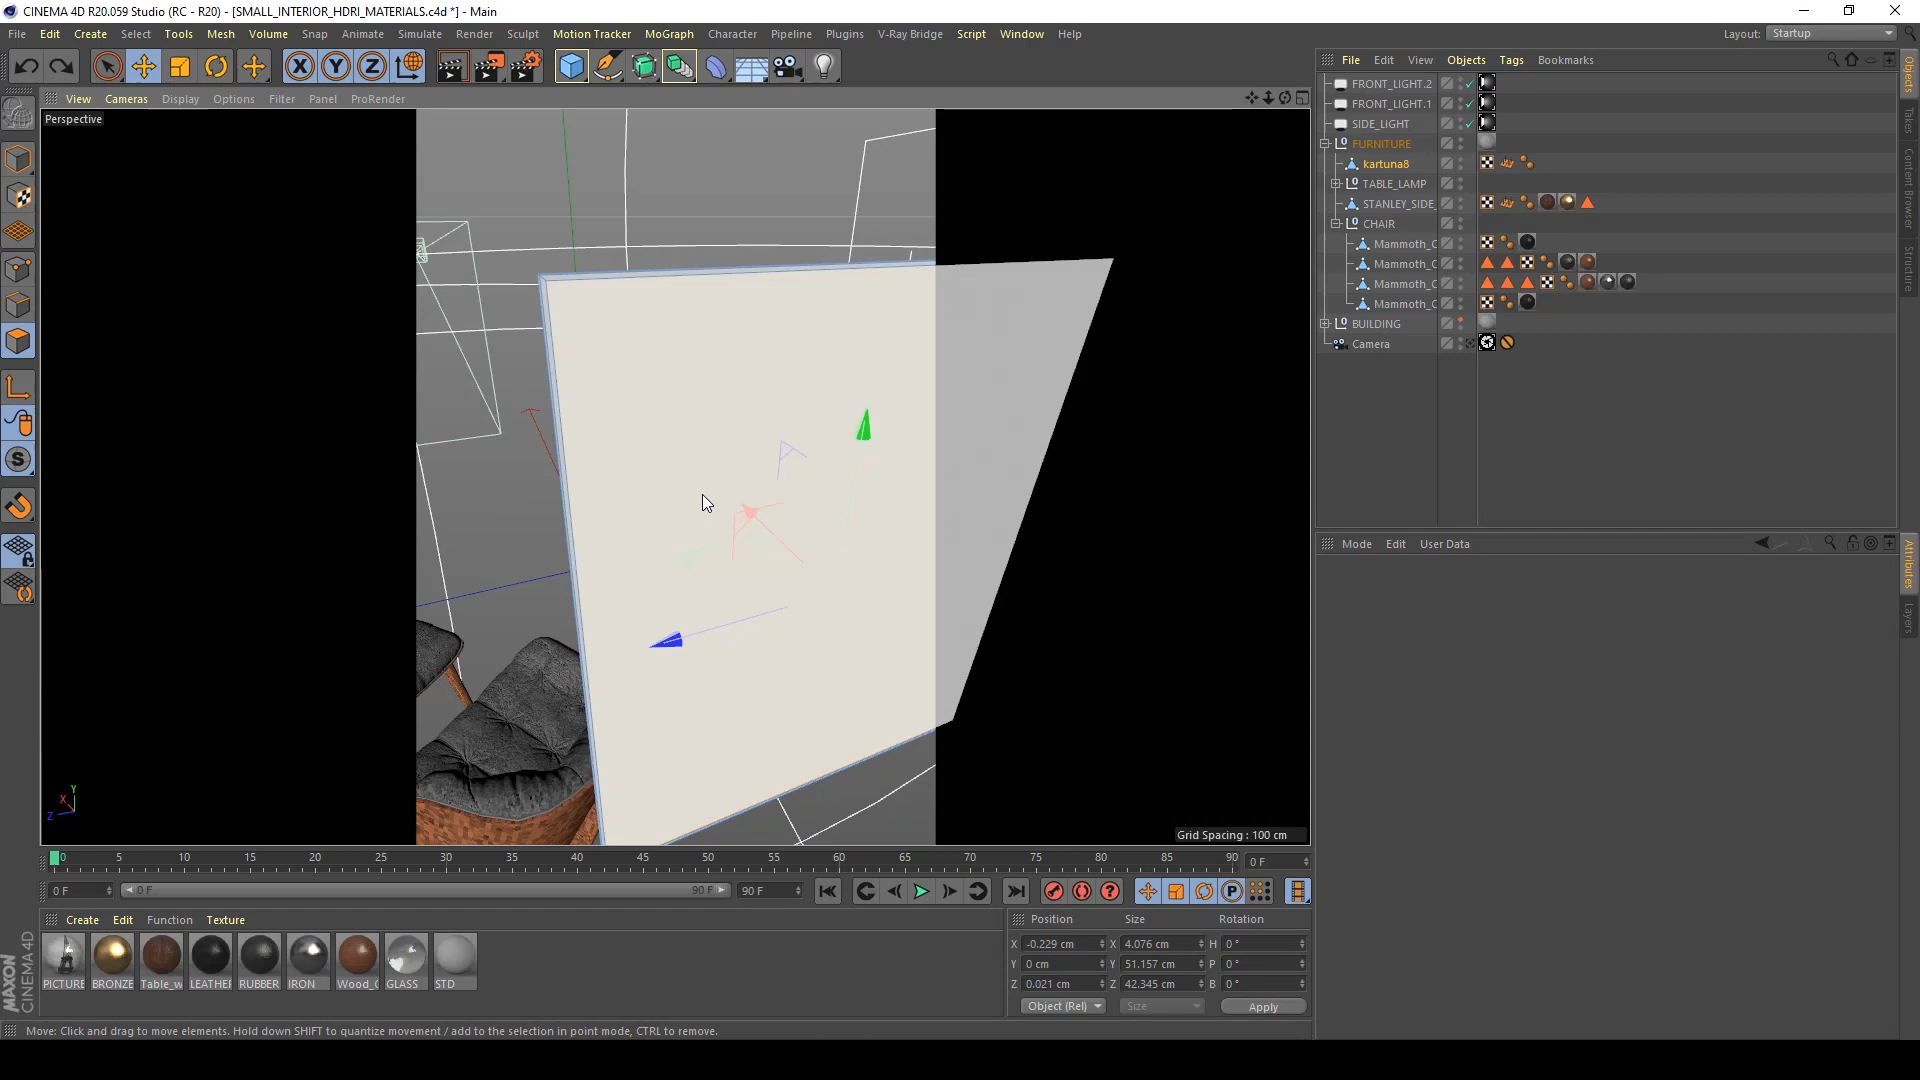 CINEMA 4D R20.059 Studio (RC - R20) - [SMALL_INTERIOR_HDRI_MATERIALS.c4d *] - Main
File Edit Create Select Tools Mesh Volume Snap Animate Simulate Render Sculpt Motion Tracker MoGraph Character Pipeline Plugins V-Ray Bridge Script Window Help
Layout: Startup
View Cameras Display Options Filter Panel ProRender
Perspective
Grid Spacing : 100 cm
X Y Z
File Edit View Objects Tags Bookmarks
FRONT_LIGHT.2
FRONT_LIGHT.1
SIDE_LIGHT
FURNITURE
kartuna8
TABLE_LAMP
STANLEY_SIDE_
CHAIR
Mammoth_C
Mammoth_C
Mammoth_C
Mammoth_C
BUILDING
Camera
Objects
Takes
Content Browser
Structure
Mode Edit User Data
Attributes
Layers
0 5 10 15 20 25 30 35 40 45 50 55 60 65 70 75 80 85 90
0 F
0 F 0 F 90 F 90 F
Create Edit Function Texture
PICTURE BRONZE Table_w LEATHER RUBBER IRON Wood_C GLASS STD
Position Size Rotation
X -0.229 cm X 4.076 cm H 0 °
Y 0 cm Y 51.157 cm P 0 °
Z 0.021 cm Z 42.345 cm B 0 °
Object (Rel) Size Apply
MAXON
CINEMA 4D
Move: Click and drag to move elements. Hold down SHIFT to quantize movement / add to the selection in point mode, CTRL to remove.